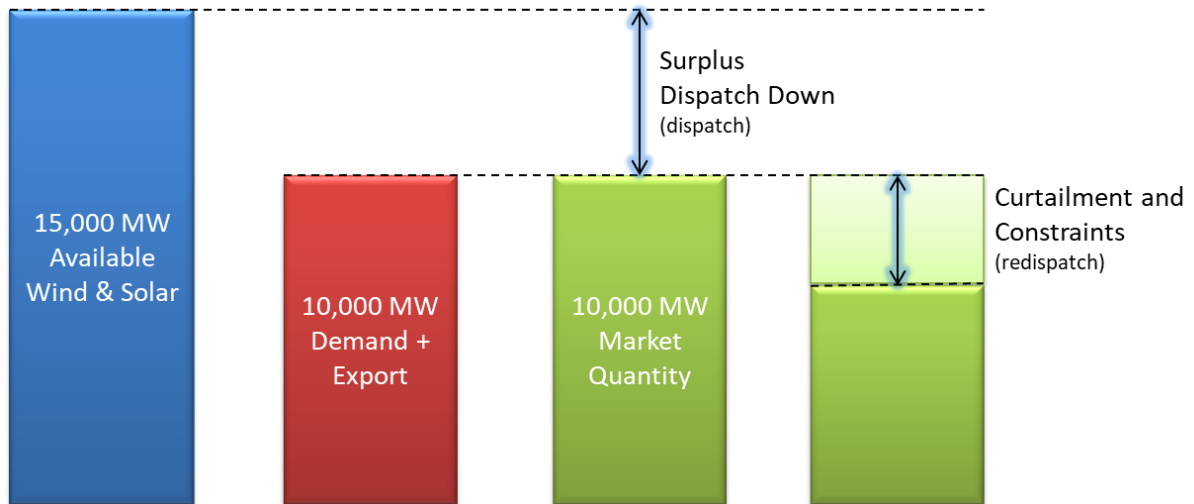 Surplus
Dispatch Down
(dispatch)
15,000 MW
Available
Wind & Solar
10,000 MW
Demand +
Export
10,000 MW
Market
Quantity
Curtailment and
Constraints
(redispatch)